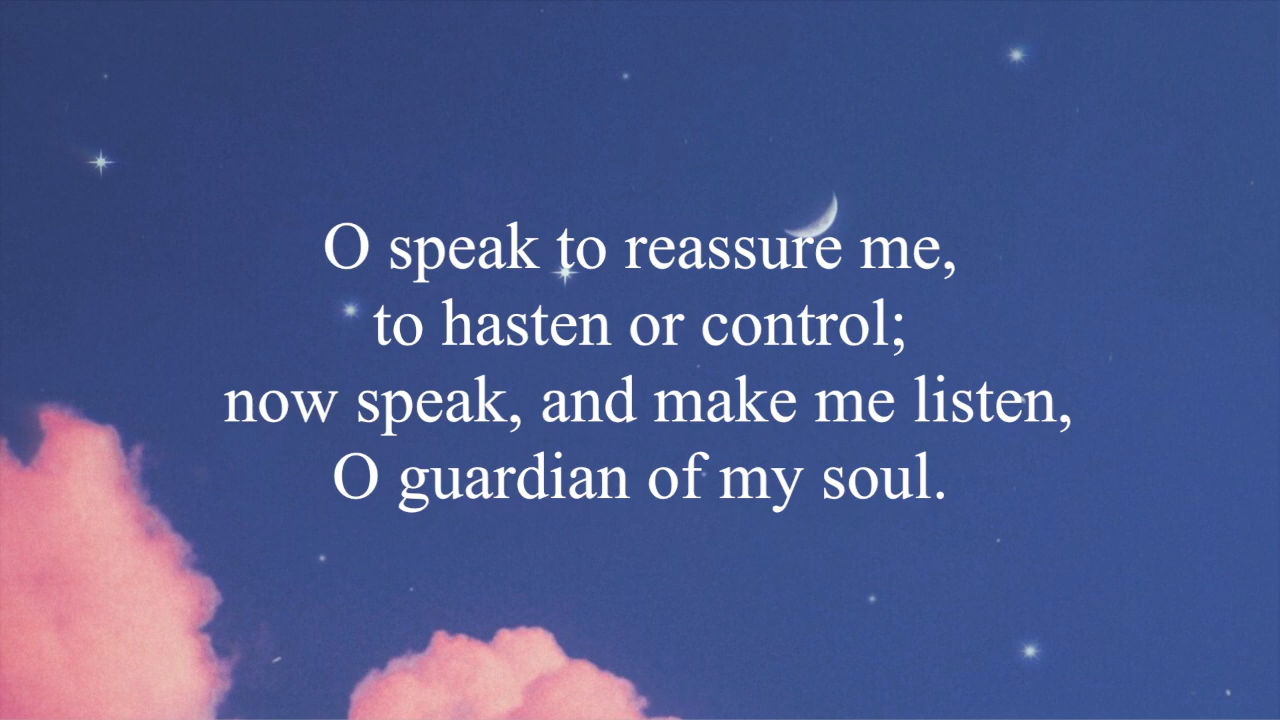 O speak to reassure me,
to hasten or control;
now speak, and make me listen,
O guardian of my soul.